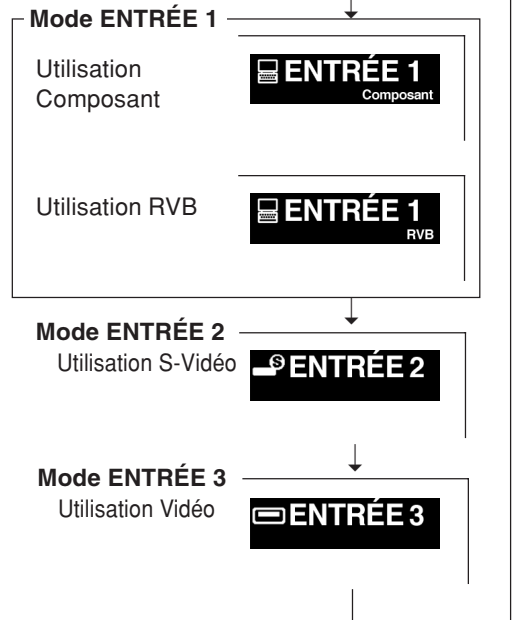 Mode ENTRÉE 1
Utilisation
Composant
ENTRÉE 1
Composant
Utilisation RVB
ENTRÉE 1
RVB
Mode ENTRÉE 2
Utilisation S-Vidéo
S
ENTRÉE 2
Mode ENTRÉE 3
Utilisation Vidéo
ENTRÉE 3